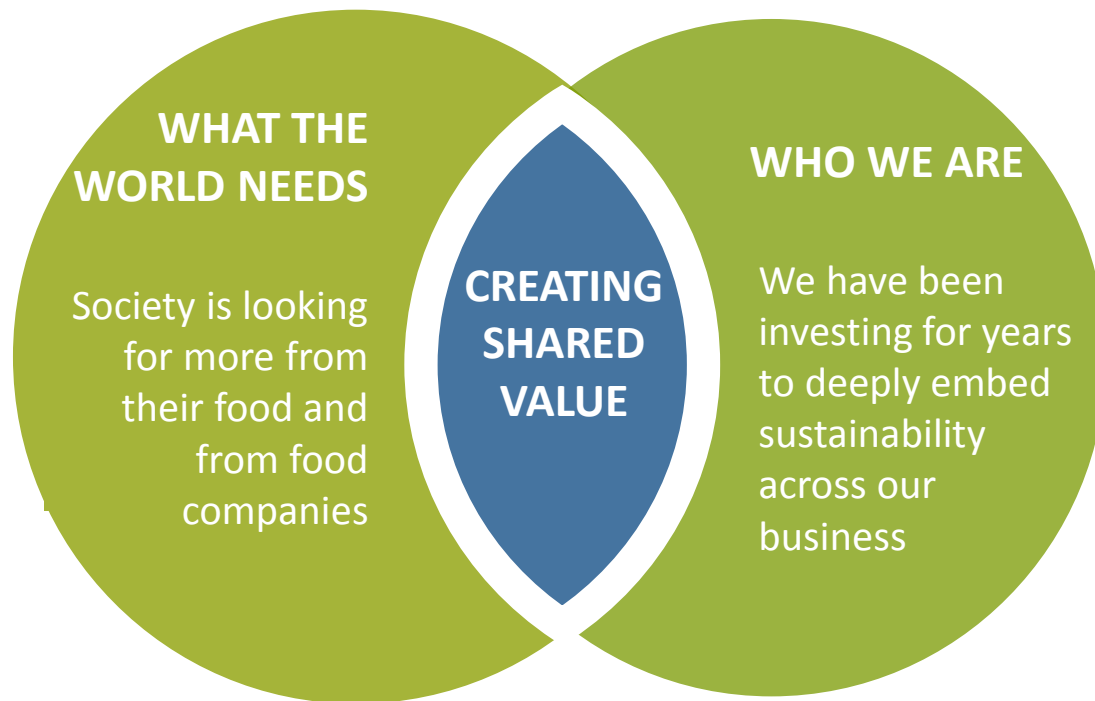 WHAT THE
WORLD NEEDS
Society is looking
for more from
their food and
from food
companies
CREATING
SHARED
VALUE
WHO WE ARE
We have been
investing for years
to deeply embed
sustainability
across our
business